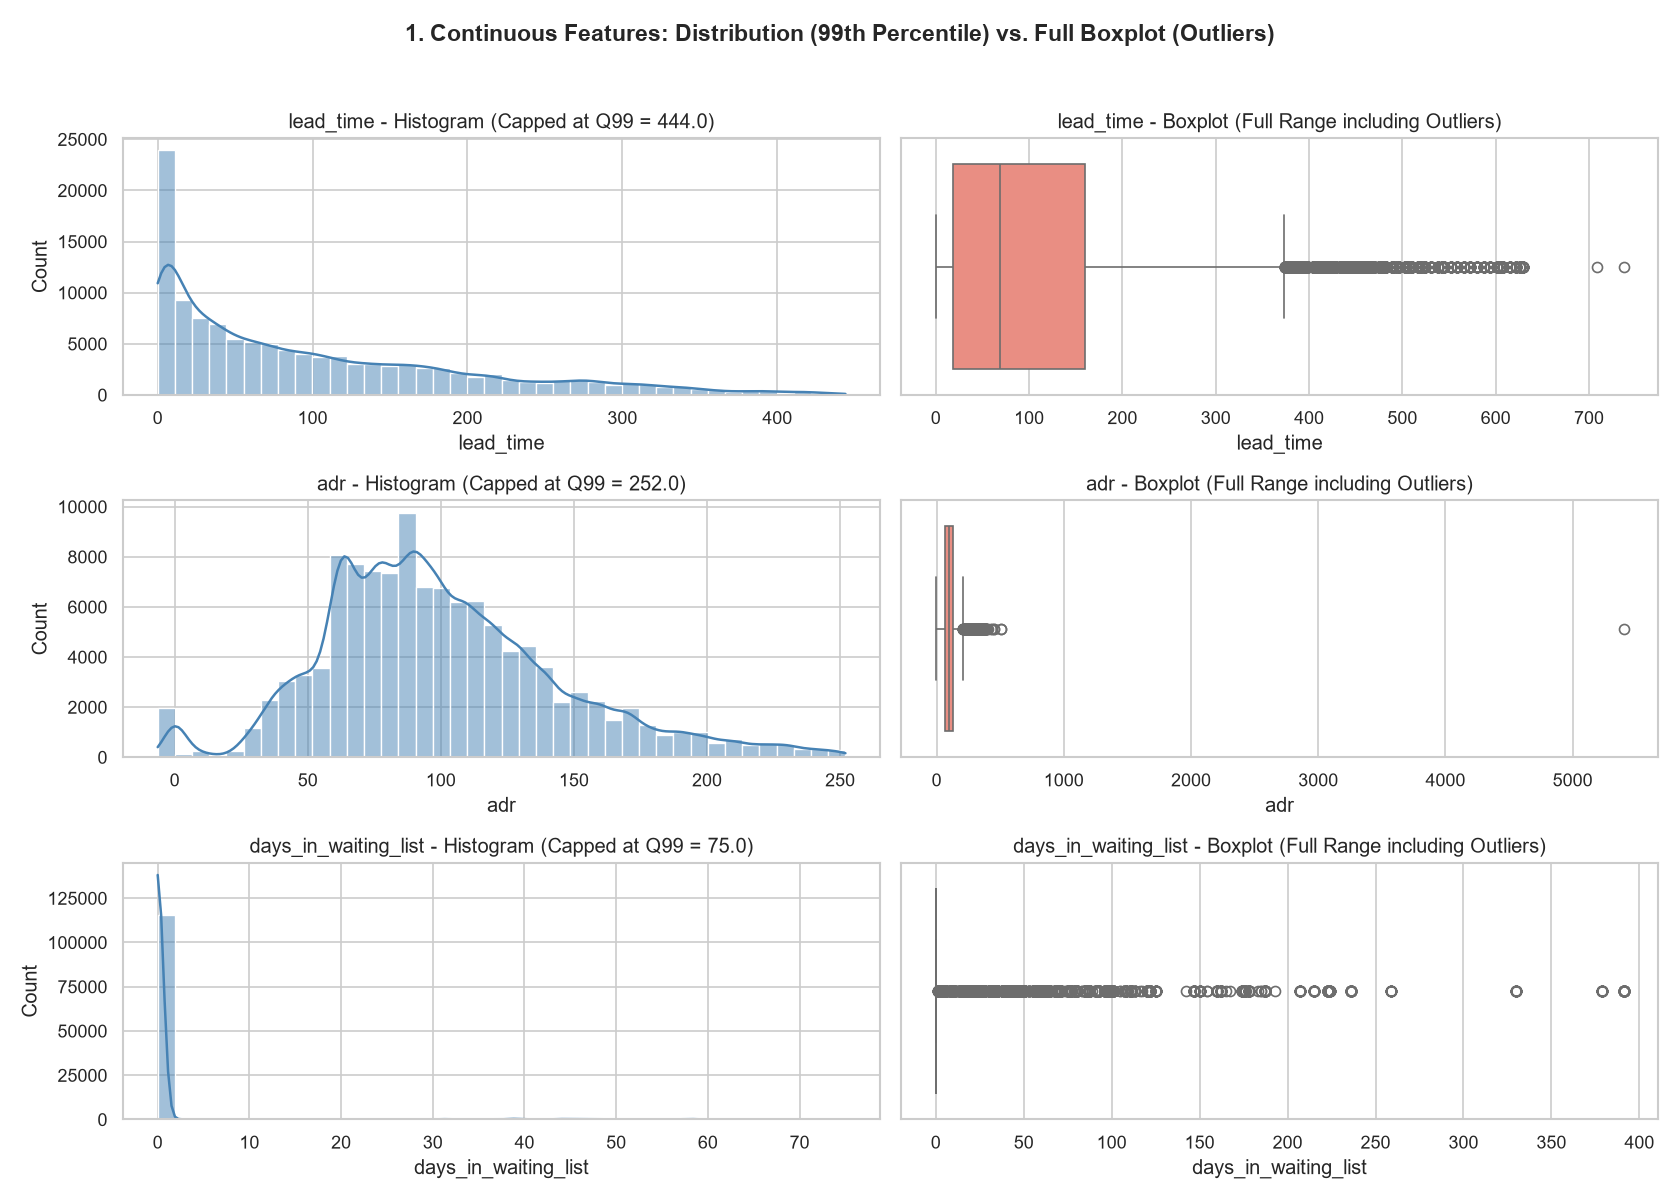 1. Continuous Features: Distribution (99th Percentile) vs. Full Boxplot (Outliers)
lead_time - Histogram (Capped at Q99 = 444.0)
25000
20000
15000
10000
5000
0
Count
0 100 200 300 400
lead_time
lead_time - Boxplot (Full Range including Outliers)
0 100 200 300 400 500 600 700
lead_time
adr - Histogram (Capped at Q99 = 252.0)
10000
8000
6000
4000
2000
0
Count
0 50 100 150 200 250
adr
adr - Boxplot (Full Range including Outliers)
0 1000 2000 3000 4000 5000
adr
days_in_waiting_list - Histogram (Capped at Q99 = 75.0)
125000
100000
75000
50000
25000
0
Count
0 10 20 30 40 50 60 70
days_in_waiting_list
days_in_waiting_list - Boxplot (Full Range including Outliers)
0 50 100 150 200 250 300 350 400
days_in_waiting_list